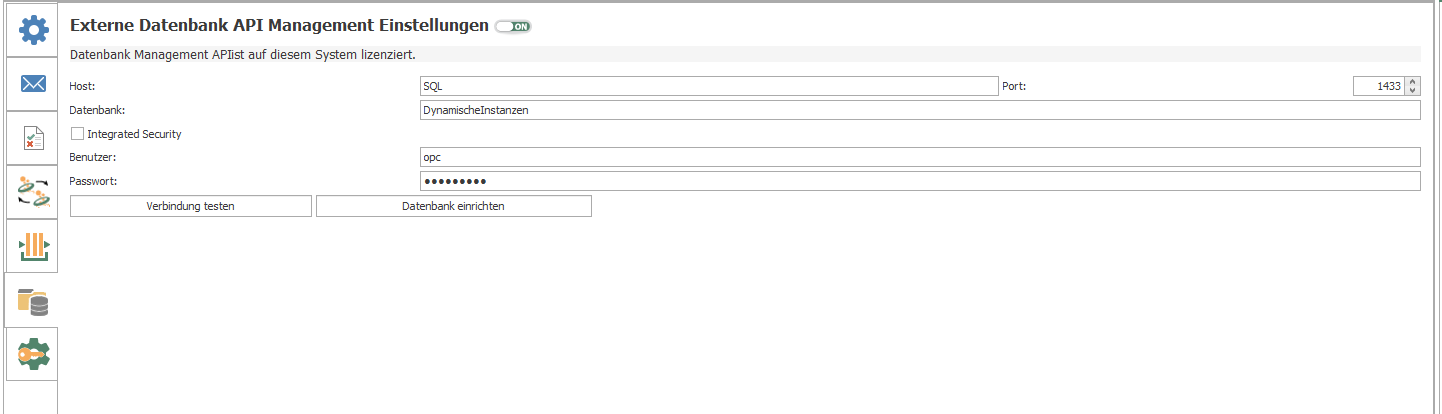 Externe Datenbank API Management Einstellungen ON
Datenbank Management APIist auf diesem System lizenziert.
Host: SQL Port: 1433
Datenbank: DynamischeInstanzen
Integrated Security
Benutzer: opc
Passwort: •••••••••
Verbindung testen Datenbank einrichten